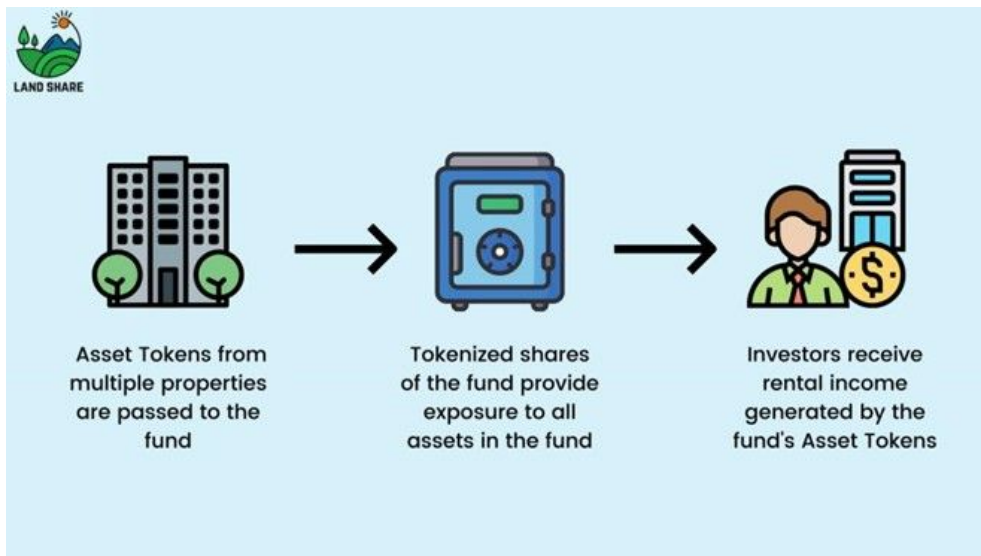 LAND SHARE
Asset Tokens from
multiple properties
are passed to the
fund
Tokenized shares
of the fund provide
exposure to all
assets in the fund
Investors receive
rental income
generated by the
fund's Asset Tokens
$